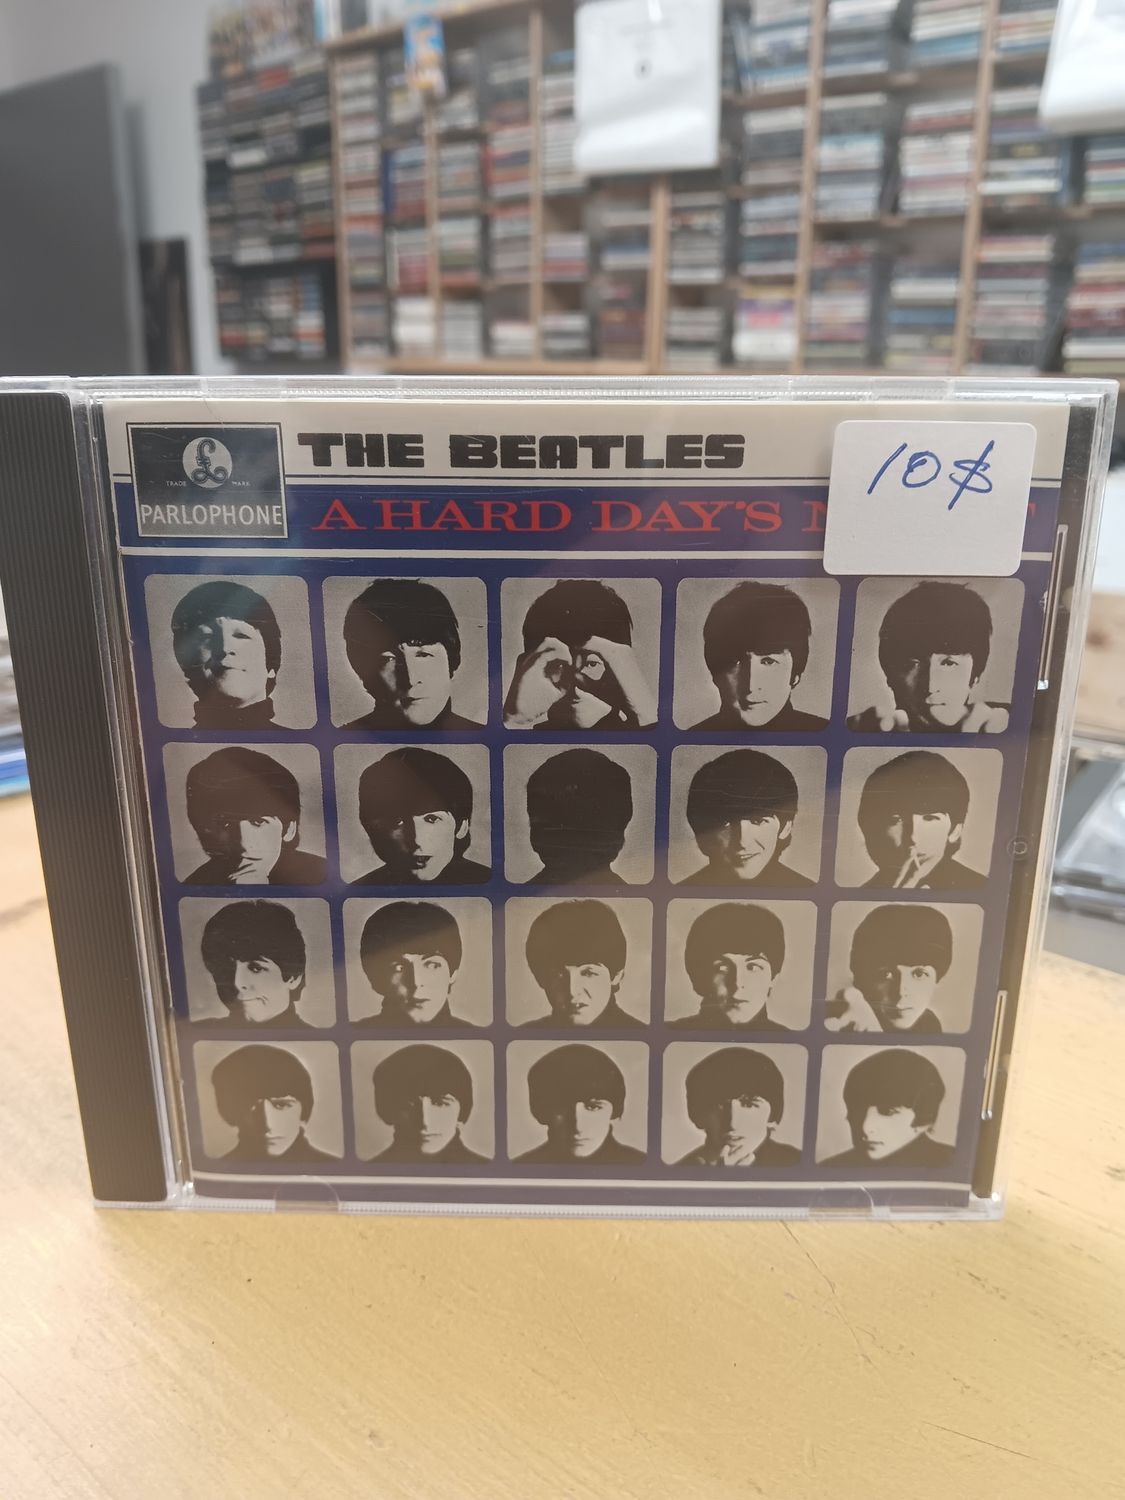 THE BEATLES
£
TRADE MARK
PARLOPHONE
A HARD DAY'S N T
10$